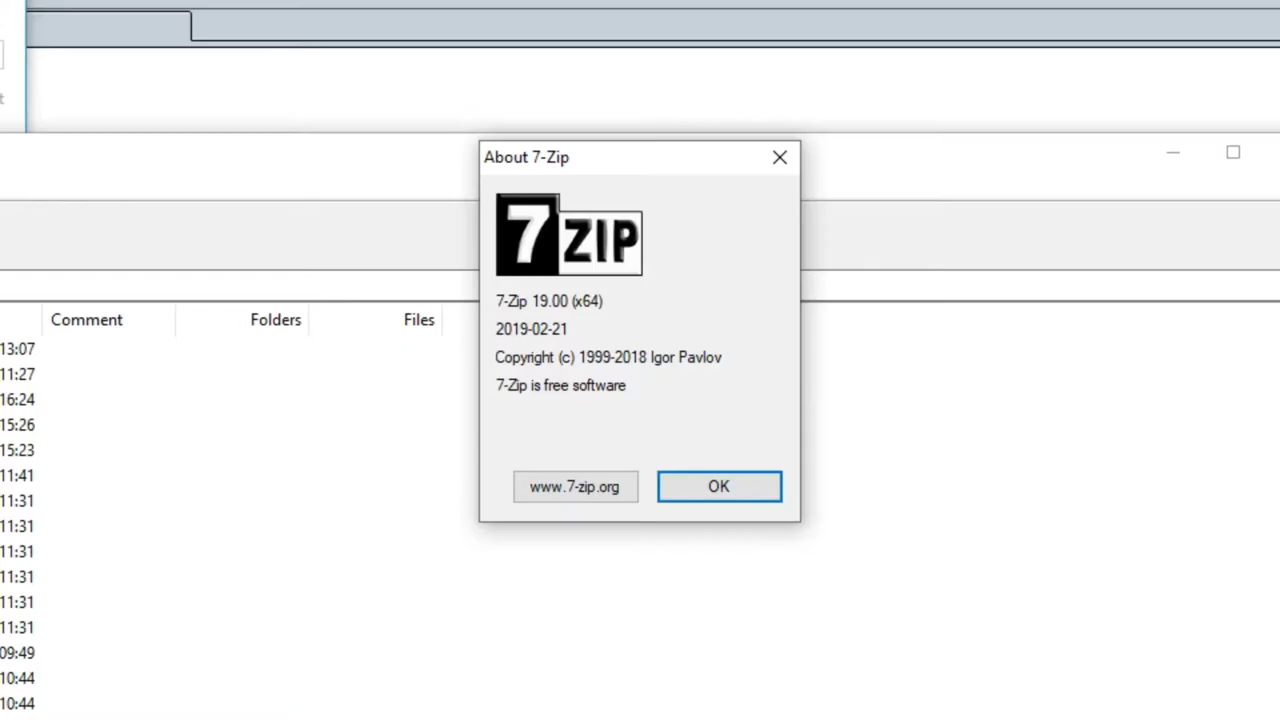 t
About 7-Zip
7 ZIP
7-Zip 19.00 (x64)
2019-02-21
Copyright (c) 1999-2018 Igor Pavlov
7-Zip is free software
www.7-zip.org
OK
Comment Folders Files
13:07
11:27
16:24
15:26
15:23
11:41
11:31
11:31
11:31
11:31
11:31
11:31
09:49
10:44
10:44